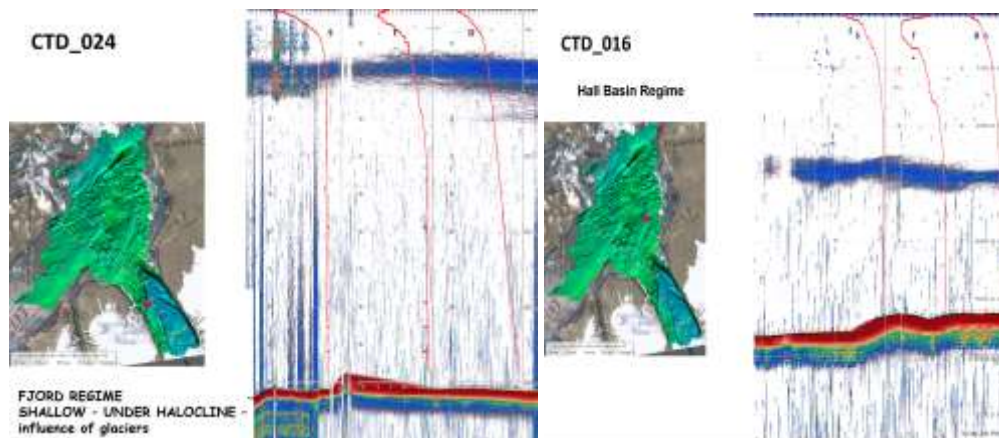 CTD_024
FJORD REGIME
SHALLOW - UNDER HALOCLINE -
influence of glaciers
CTD_016
Hall Basin Regime